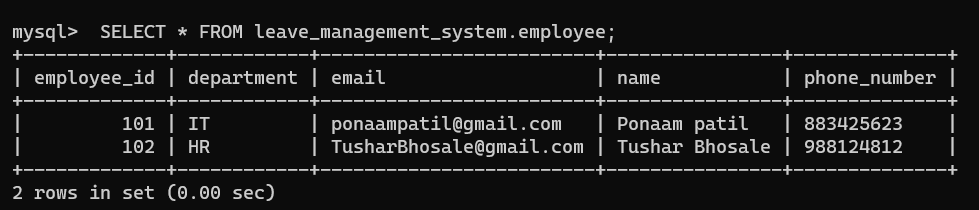 mysql>  SELECT * FROM leave_management_system.employee;
+-------------+------------+-------------------------+---------------+--------------+
| employee_id | department | email                   | name          | phone_number |
+-------------+------------+-------------------------+---------------+--------------+
|         101 | IT         | ponaampatil@gmail.com   | Ponaam patil  | 883425623    |
|         102 | HR         | TusharBhosale@gmail.com | Tushar Bhosale | 988124812    |
+-------------+------------+-------------------------+---------------+--------------+
2 rows in set (0.00 sec)